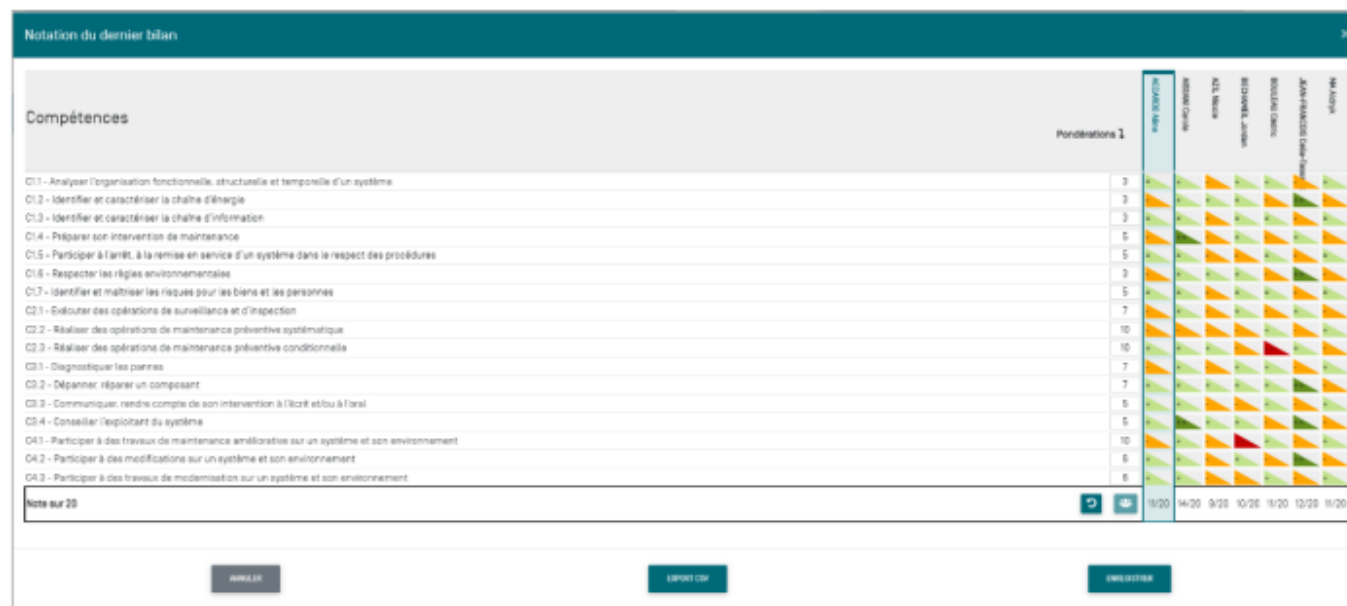 Notation du dernier bilan
Compétences
Pondérations
ACCARDO Aline
AZIL Nicole
BECHAMEIL Jordan
BOULEAU Cédric
C1.1 - Analyser l'organisation fonctionnelle, structurelle et temporelle d'un système 3
C1.2 - Identifier et caractériser la chaîne d'énergie 3
C1.3 - Identifier et caractériser la chaîne d'information 3
C1.4 - Préparer son intervention de maintenance 5
C1.5 - Participer à l'arrêt, à la remise en service d'un système dans le respect des procédures 5
C1.6 - Respecter les règles environnementales 3
C1.7 - Identifier et maîtriser les risques pour les biens et les personnes 5
C2.1 - Exécuter des opérations de surveillance et d'inspection 7
C2.2 - Réaliser des opérations de maintenance préventive systématique 10
C2.3 - Réaliser des opérations de maintenance préventive conditionnelle 10
C3.1 - Diagnostiquer les pannes 7
C3.2 - Dépanner, réparer un composant 7
C3.3 - Communiquer, rendre compte de son intervention à l'écrit et/ou à l'oral 5
C3.4 - Conseiller l'exploitant du système 5
C4.1 - Participer à des travaux de maintenance améliorative sur un système et son environnement 10
C4.2 - Participer à des modifications sur un système et son environnement
C4.3 - Participer à des travaux de modernisation sur un système et son environnement
Note sur 20 11/20 14/20 9/20 10/20 11/20 12/20 11/20
ANNULER
EXPORT CSV
ENREGISTRER